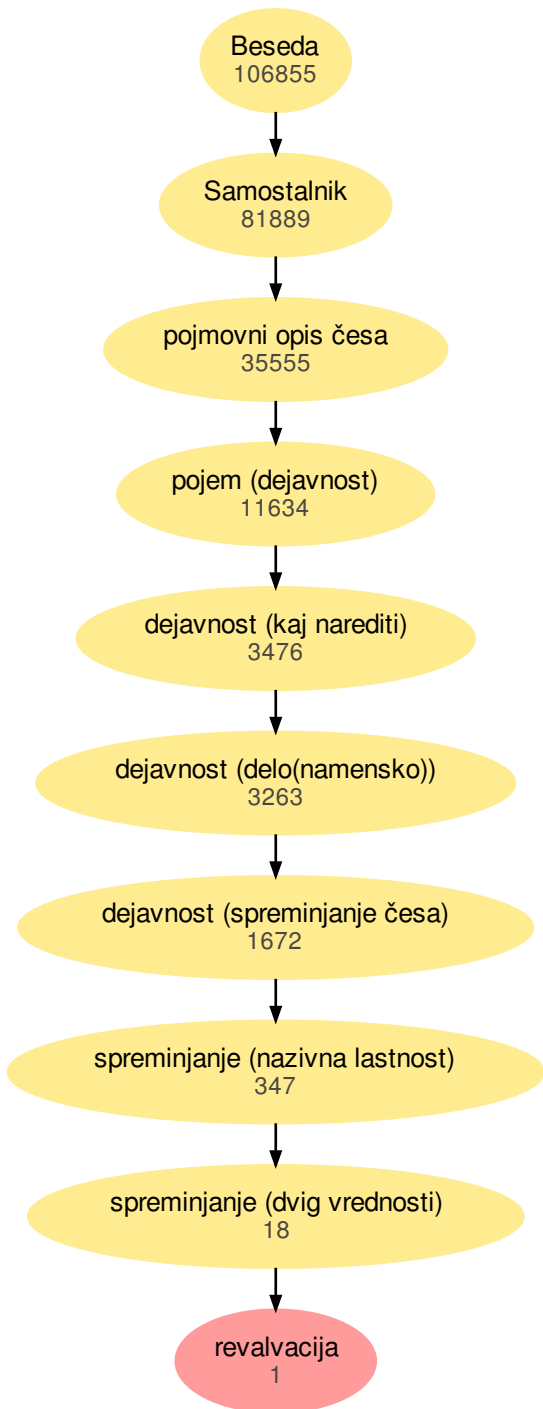 Beseda
106855
Samostalnik
81889
pojmovni opis česa
35555
pojem (dejavnost)
11634
dejavnost (kaj narediti)
3476
dejavnost (delo(namensko))
3263
dejavnost (spreminjanje česa)
1672
spreminjanje (nazivna lastnost)
347
spreminjanje (dvig vrednosti)
18
revalvacija
1